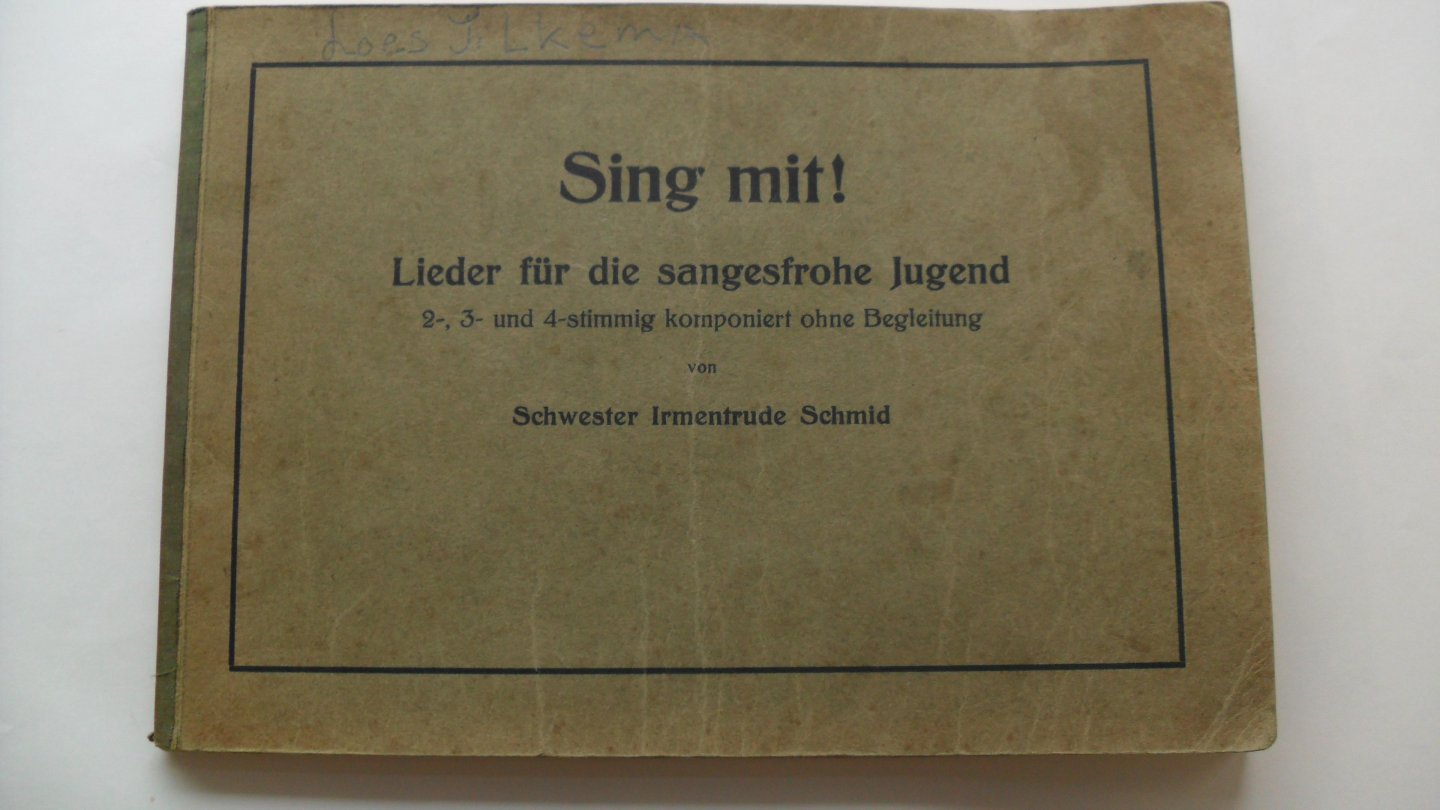 Loes Jilkema
Sing mit!
Lieder für die sangesfrohe Jugend
2-, 3- und 4-stimmig komponiert ohne Begleitung
von
Schwester Irmentrude Schmid